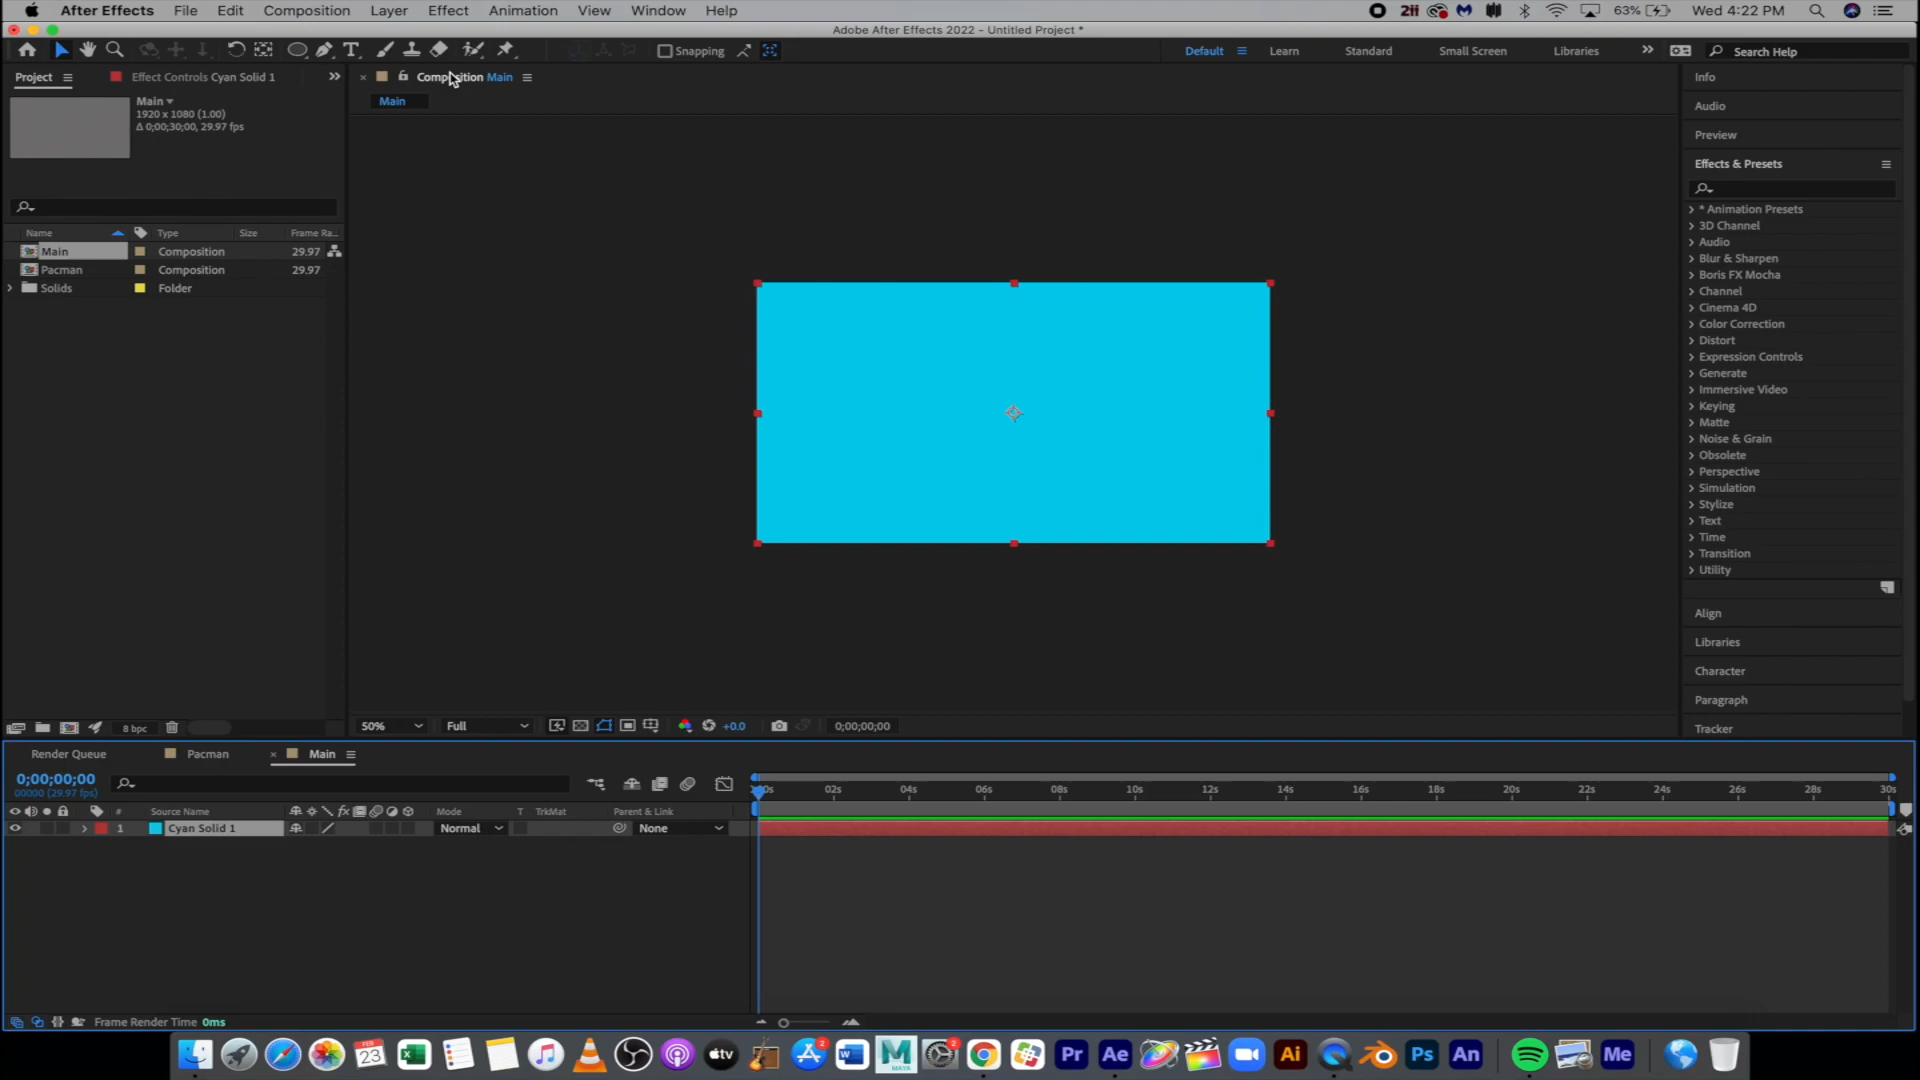 After Effects File Edit Composition Layer Effect Animation View Window Help 2ii 63% Wed 4:22 PM
Adobe After Effects 2022 - Untitled Project *
Snapping Default Learn Standard Small Screen Libraries Search Help
Project Effect Controls Cyan Solid 1 Composition Main Info
Main
Main
1920 x 1080 (1.00)
Δ 0;00;30;00, 29.97 fps
Audio
Preview
Effects & Presets
Name Type Size Frame Ra...
Main Composition 29.97
Pacman Composition 29.97
Solids Folder
* Animation Presets
3D Channel
Audio
Blur & Sharpen
Boris FX Mocha
Channel
Cinema 4D
Color Correction
Distort
Expression Controls
Generate
Immersive Video
Keying
Matte
Noise & Grain
Obsolete
Perspective
Simulation
Stylize
Text
Time
Transition
Utility
Align
Libraries
Character
Paragraph
Tracker
8 bpc 50% Full +0.0 0;00;00;00
Render Queue Pacman Main
0;00;00;00
00000 (29.97 fps)
02s 04s 06s 08s 10s 12s 14s 16s 18s 20s 22s 24s 26s 28s 30s
# Source Name fx Mode T TrkMat Parent & Link
1 Cyan Solid 1 Normal None
Frame Render Time 0ms
FEB
23
tv
2
W
M
MAYA
2
Pr
Ae
Ai
Ps
An
Me